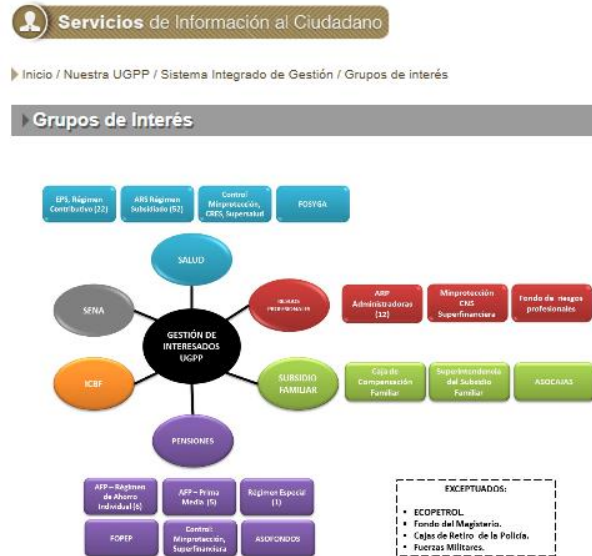 Servicios de Información al Ciudadano
Inicio / Nuestra UGPP / Sistema Integrado de Gestión / Grupos de interés
Grupos de Interés
EPS, Régimen
Contributivo (22)
ARS Régimen
Subsidiado (52)
Control
Minprotección,
CRES, Supersalud
FOSYGA
SALUD
SENA
RIESGOS
PROFESIONALES
ARP
Administradoras
(12)
Minprotección
CNS
Superfinanciera
Fondo de riesgos
profesionales
GESTIÓN DE
INTERESADOS
UGPP
ICBF
SUBSIDIO
FAMILIAR
Caja de
Compensación
Familiar
Superintendencia
del Subsidio
Familiar
ASOCAJAS
PENSIONES
AFP – Régimen
de Ahorro
Individual (6)
AFP – Prima
Media (5)
Régimen Especial
(1)
FOPEP
Control:
Minprotección,
Superfinanciera
ASOFONDOS
EXCEPTUADOS:
• ECOPETROL.
• Fondo del Magisterio.
• Cajas de Retiro de la Policía.
• Fuerzas Militares.